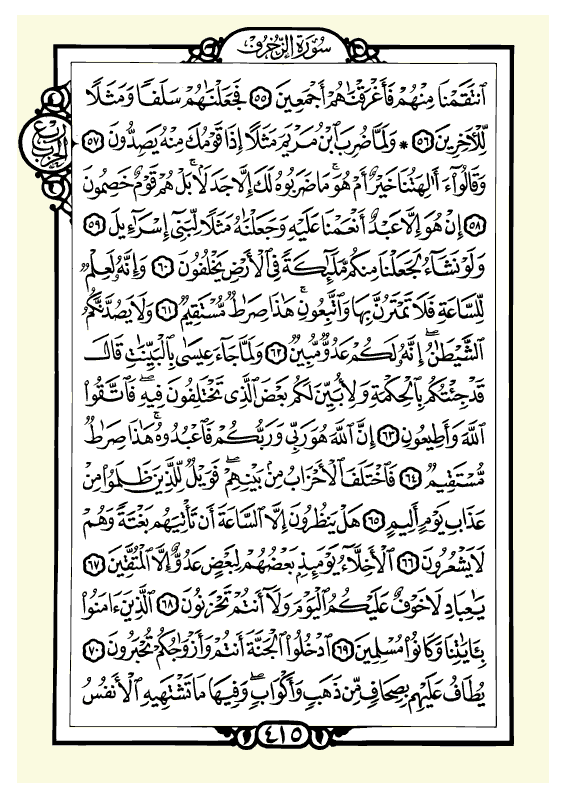 سُورَةُ الزُّخْرُفِ
ٱنتَقَمْنَا مِنْهُمْ فَأَغْرَقْنَٰهُمْ أَجْمَعِينَ ٥٥ فَجَعَلْنَٰهُمْ سَلَفًا وَمَثَلًا
لِّلْآخِرِينَ ٥٦ * وَلَمَّا ضُرِبَ ٱبْنُ مَرْيَمَ مَثَلًا إِذَا قَوْمُكَ مِنْهُ يَصِدُّونَ ٥٧
وَقَالُوٓا۟ ءَأَٰلِهَتُنَا خَيْرٌ أَمْ هُوَ ۚ مَا ضَرَبُوهُ لَكَ إِلَّا جَدَلًۢا ۚ بَلْ هُمْ قَوْمٌ خَصِمُونَ
٥٨ إِنْ هُوَ إِلَّا عَبْدٌ أَنْعَمْنَا عَلَيْهِ وَجَعَلْنَٰهُ مَثَلًا لِّبَنِىٓ إِسْرَٰٓءِيلَ ٥٩
وَلَوْ نَشَآءُ لَجَعَلْنَا مِنكُم مَّلَٰٓئِكَةً فِى ٱلْأَرْضِ يَخْلُفُونَ ٦٠ وَإِنَّهُۥ لَعِلْمٌ
لِّلسَّاعَةِ فَلَا تَمْتَرُنَّ بِهَا وَٱتَّبِعُونِ ۚ هَٰذَا صِرَٰطٌ مُّسْتَقِيمٌ ٦١ وَلَا يَصُدَّنَّكُمُ
ٱلشَّيْطَٰنُ ۖ إِنَّهُۥ لَكُمْ عَدُوٌّ مُّبِينٌ ٦٢ وَلَمَّا جَآءَ عِيسَىٰ بِٱلْبَيِّنَٰتِ قَالَ
قَدْ جِئْتُكُم بِٱلْحِكْمَةِ وَلِأُبَيِّنَ لَكُم بَعْضَ ٱلَّذِى تَخْتَلِفُونَ فِيهِ ۖ فَٱتَّقُوا۟
ٱللَّهَ وَأَطِيعُونِ ٦٣ إِنَّ ٱللَّهَ هُوَ رَبِّى وَرَبُّكُمْ فَٱعْبُدُوهُ ۚ هَٰذَا صِرَٰطٌ
مُّسْتَقِيمٌ ٦٤ فَٱخْتَلَفَ ٱلْأَحْزَابُ مِنۢ بَيْنِهِمْ ۖ فَوَيْلٌ لِّلَّذِينَ ظَلَمُوا۟ مِنْ
عَذَابِ يَوْمٍ أَلِيمٍ ٦٥ هَلْ يَنظُرُونَ إِلَّا ٱلسَّاعَةَ أَن تَأْتِيَهُم بَغْتَةً وَهُمْ
لَا يَشْعُرُونَ ٦٦ ٱلْأَخِلَّآءُ يَوْمَئِذٍۭ بَعْضُهُمْ لِبَعْضٍ عَدُوٌّ إِلَّا ٱلْمُتَّقِينَ ٦٧
يَٰعِبَادِ لَا خَوْفٌ عَلَيْكُمُ ٱلْيَوْمَ وَلَآ أَنتُمْ تَحْزَنُونَ ٦٨ ٱلَّذِينَ ءَامَنُوا۟
بِـَٔايَٰتِنَا وَكَانُوا۟ مُسْلِمِينَ ٦٩ ٱدْخُلُوا۟ ٱلْجَنَّةَ أَنتُمْ وَأَزْوَٰجُكُمْ تُحْبَرُونَ ٧٠
يُطَافُ عَلَيْهِم بِصِحَافٍ مِّن ذَهَبٍ وَأَكْوَابٍ ۖ وَفِيهَا مَا تَشْتَهِيهِ ٱلْأَنفُسُ
٤١٥